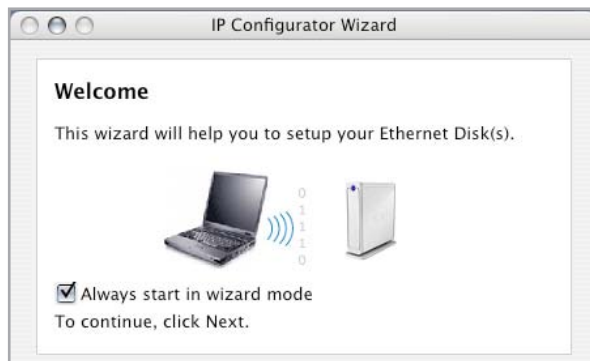 IP Configurator Wizard
Welcome
This wizard will help you to setup your Ethernet Disk(s).
0
1
1
1
0
Always start in wizard mode
To continue, click Next.